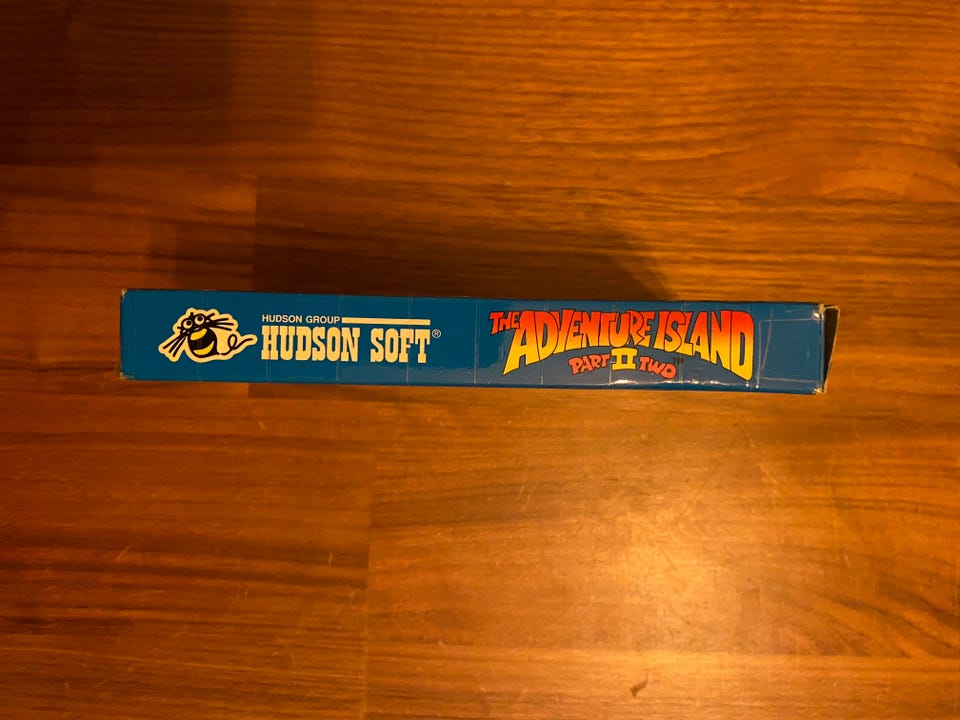 HUDSON GROUP
HUDSON SOFT®
THE ADVENTURE ISLAND
PART II TWO™